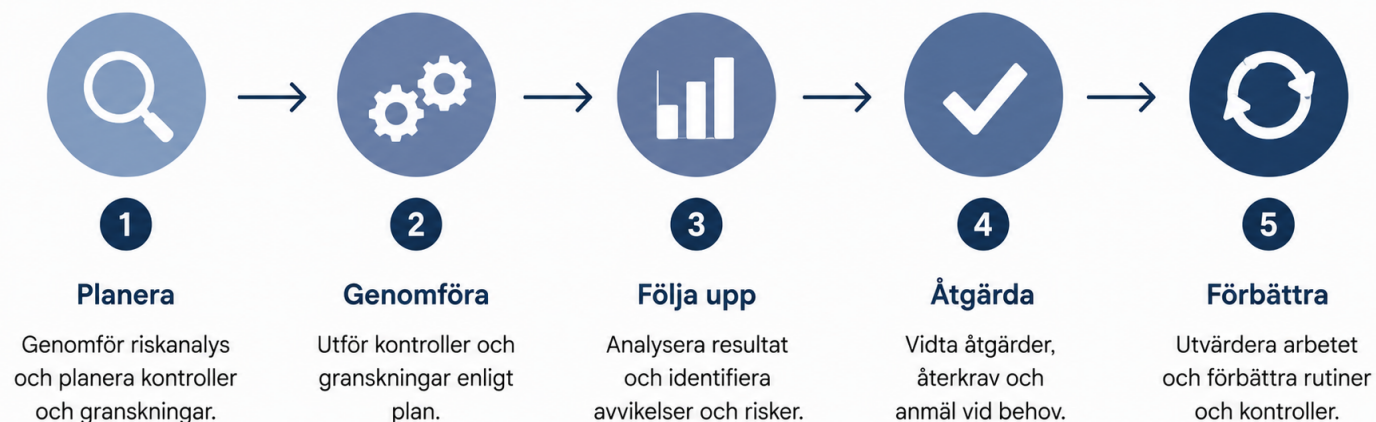 1
Planera
Genomför riskanalys
och planera kontroller
och granskningar.
2
Genomföra
Utför kontroller och
granskningar enligt
plan.
3
Följa upp
Analysera resultat
och identifiera
avvikelser och risker.
4
Åtgärda
Vidta åtgärder,
återkrav och
anmäl vid behov.
5
Förbättra
Utvärdera arbetet
och förbättra rutiner
och kontroller.